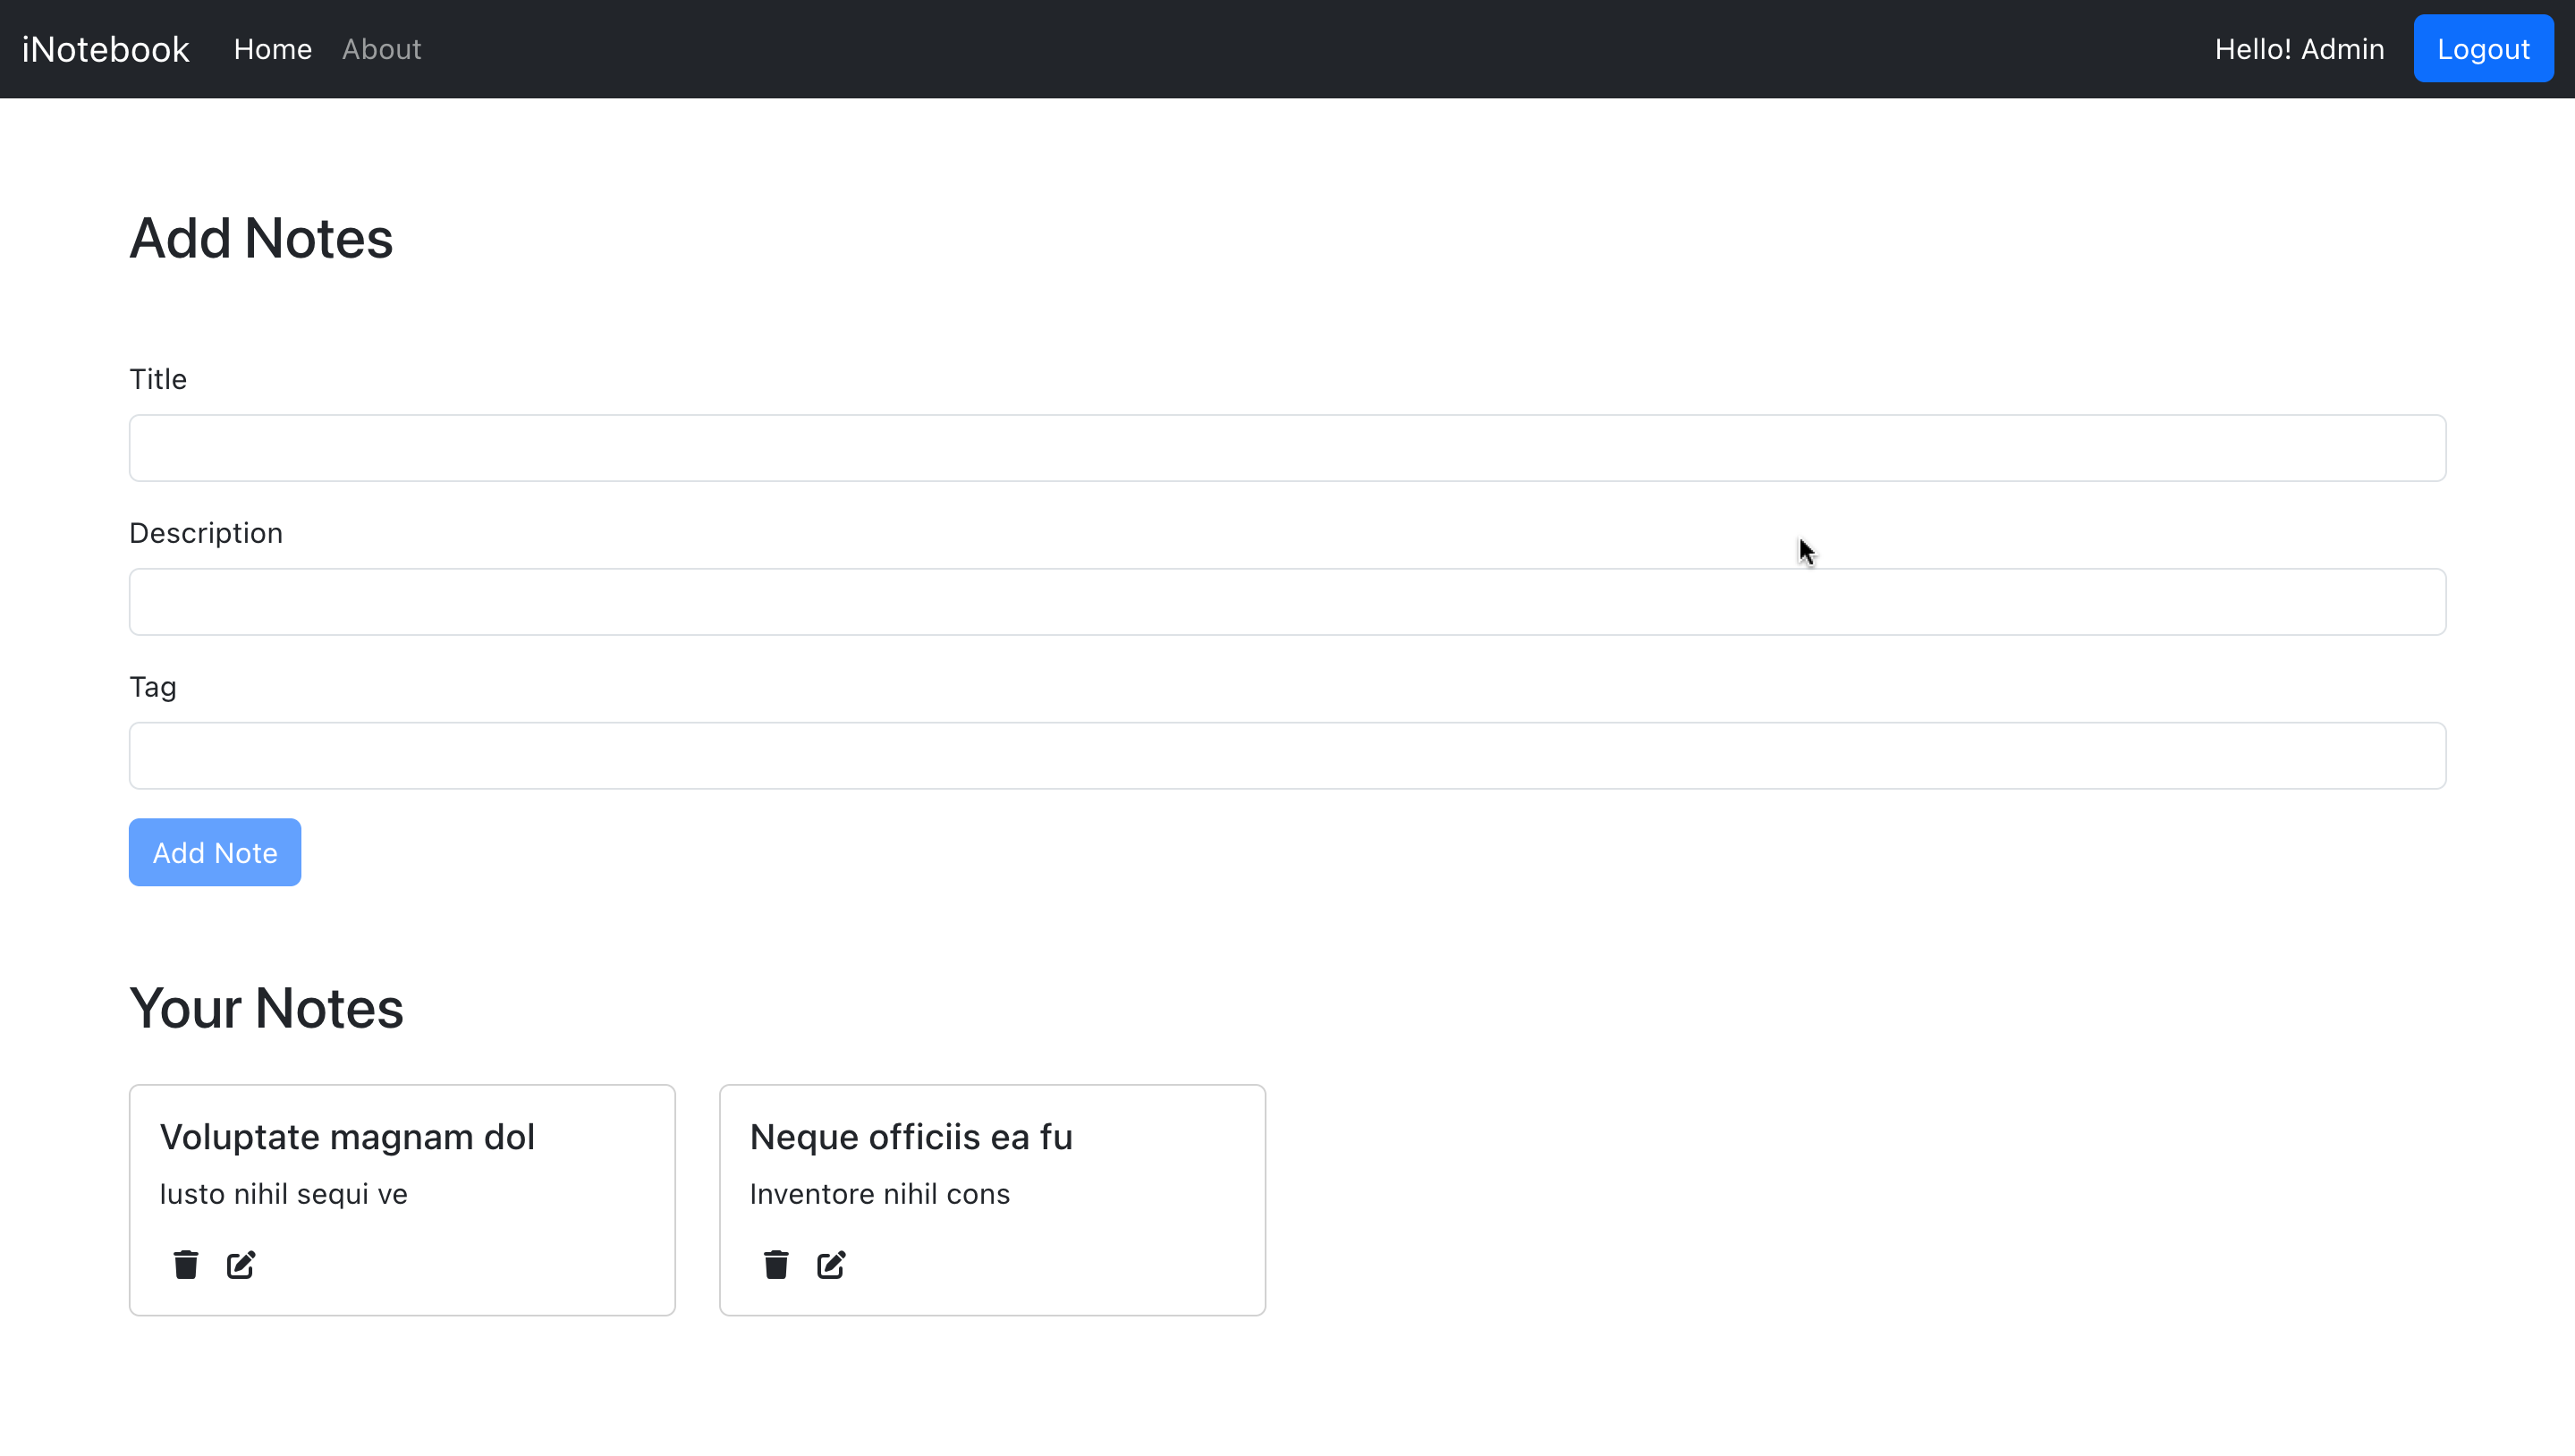 iNotebook Home About Hello! Admin Logout
Add Notes
Title
Description
Tag
Add Note
Your Notes
Voluptate magnam dol
Iusto nihil sequi ve
Neque officiis ea fu
Inventore nihil cons